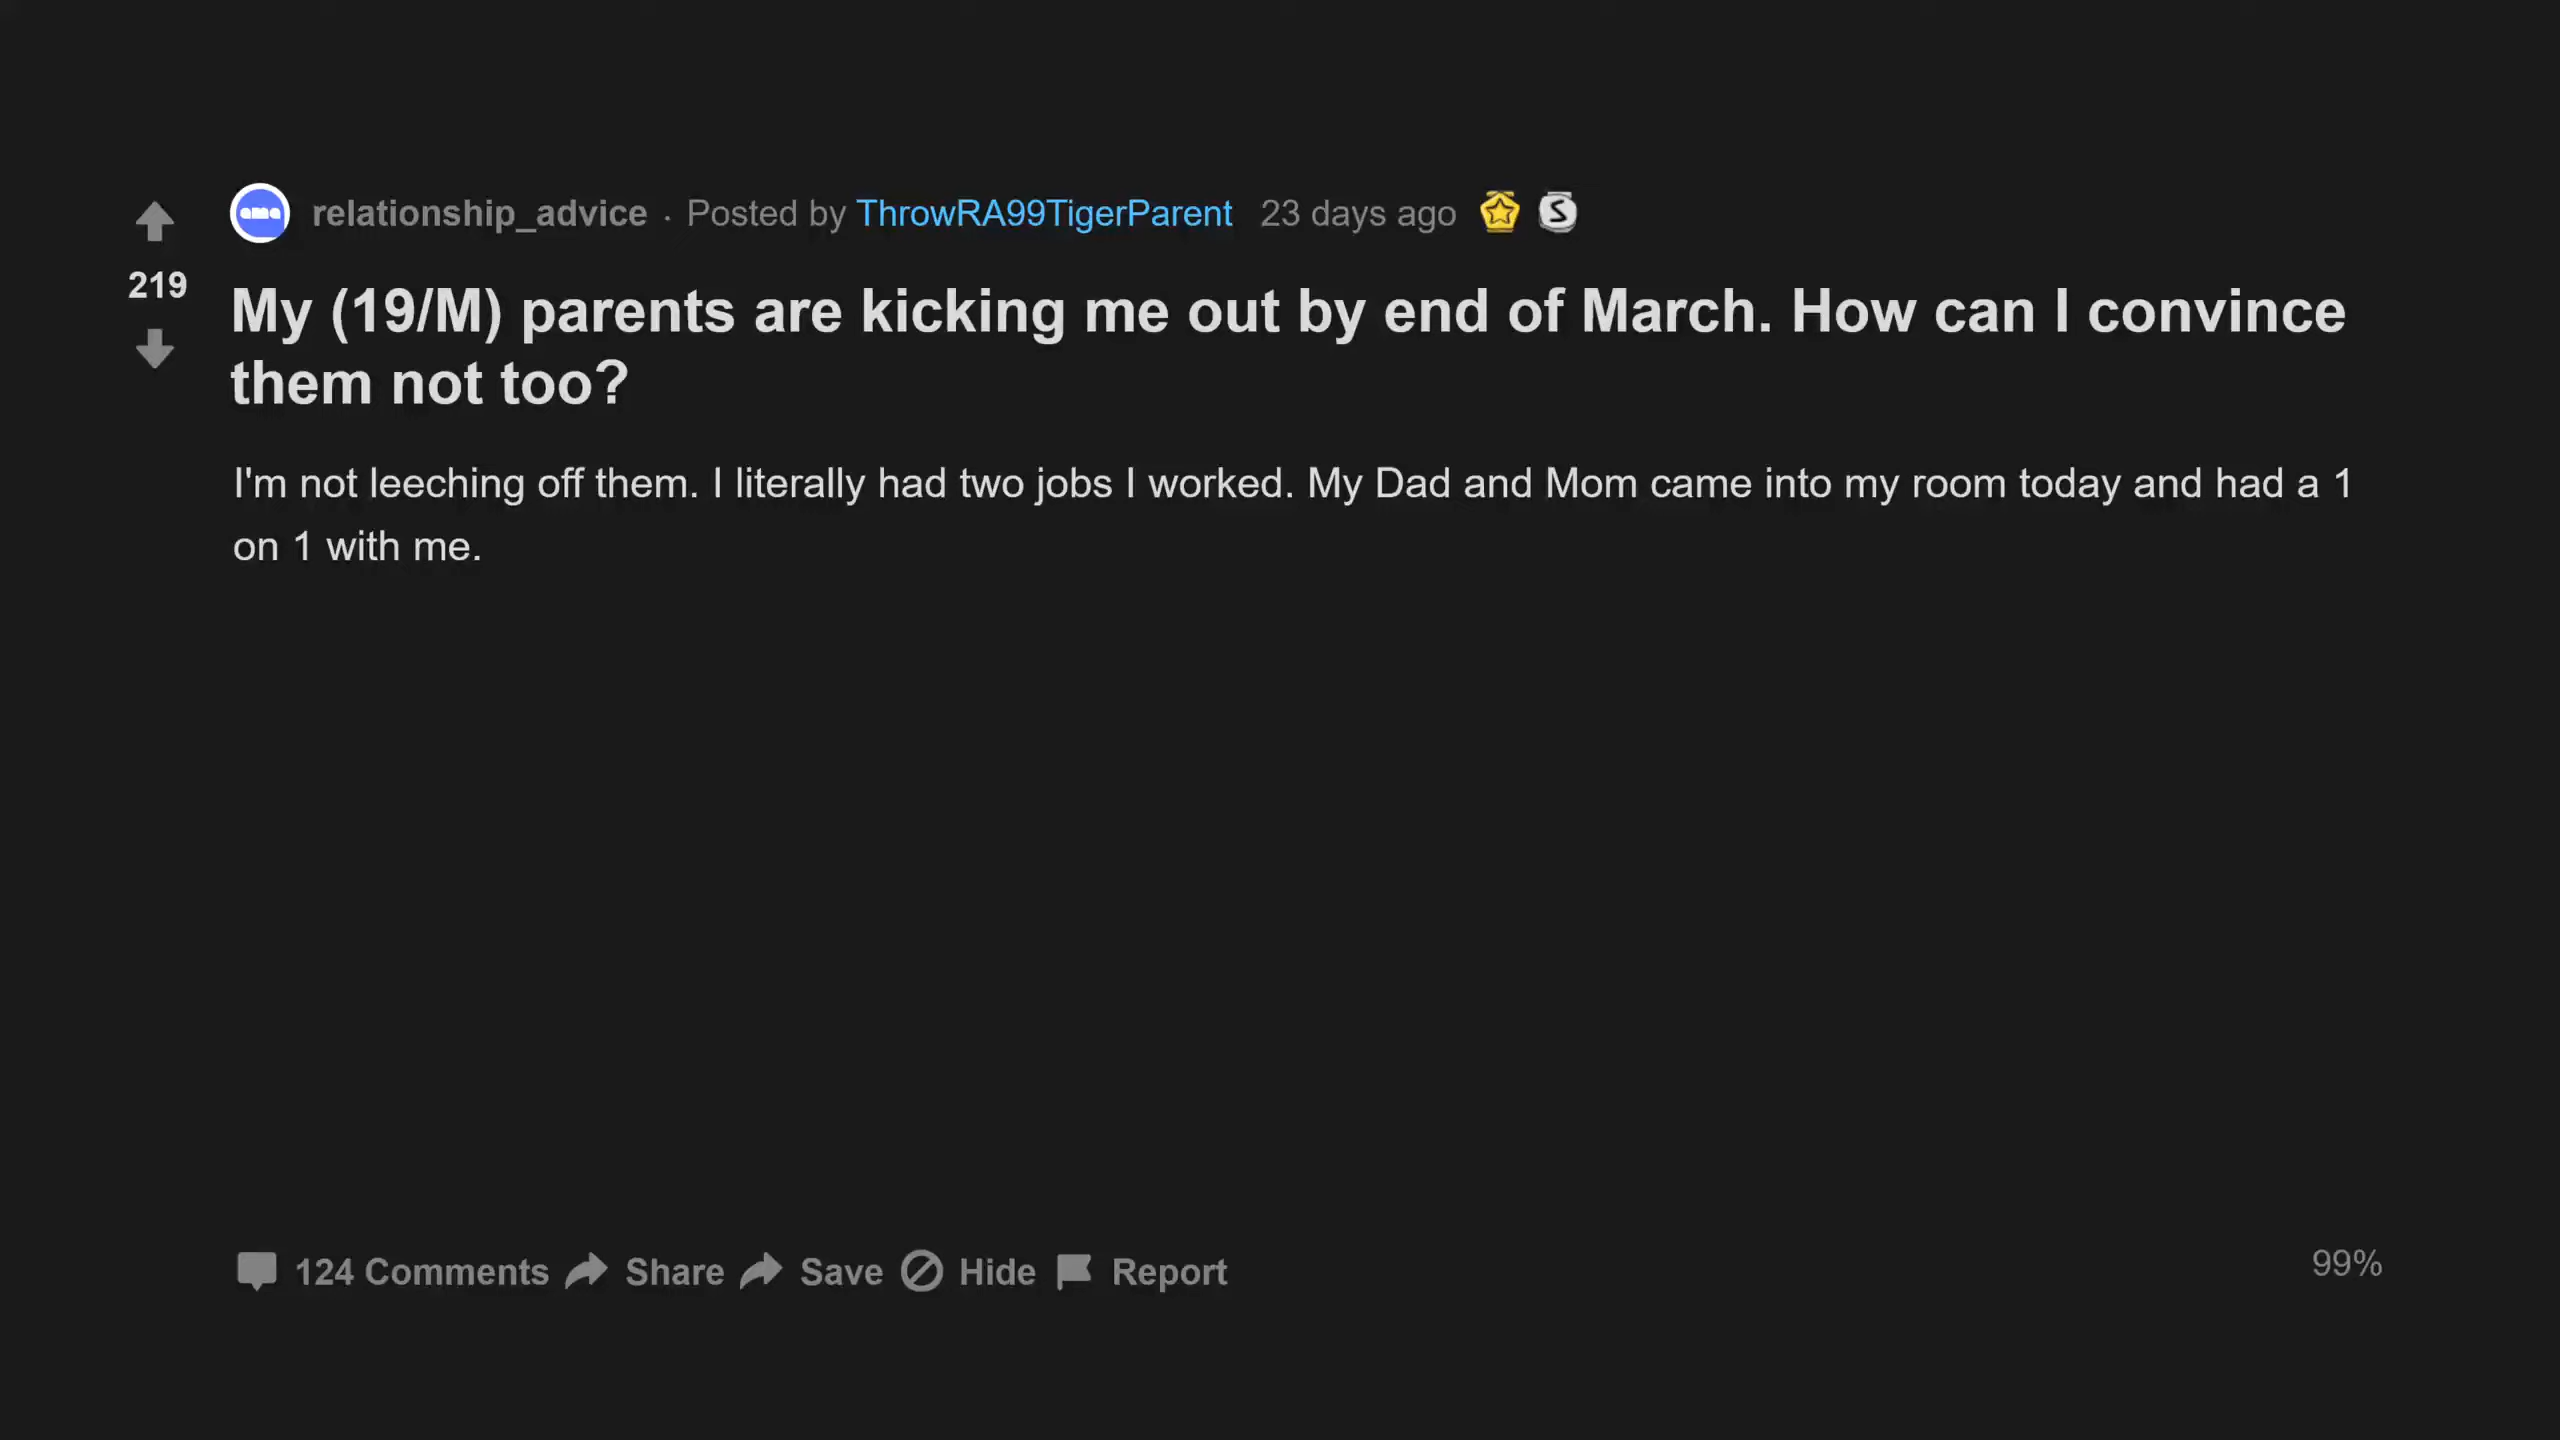 relationship_advice · Posted by ThrowRA99TigerParent 23 days ago
219
My (19/M) parents are kicking me out by end of March. How can I convince
them not too?
I'm not leeching off them. I literally had two jobs I worked. My Dad and Mom came into my room today and had a 1
on 1 with me.
124 Comments Share Save Hide Report
99%